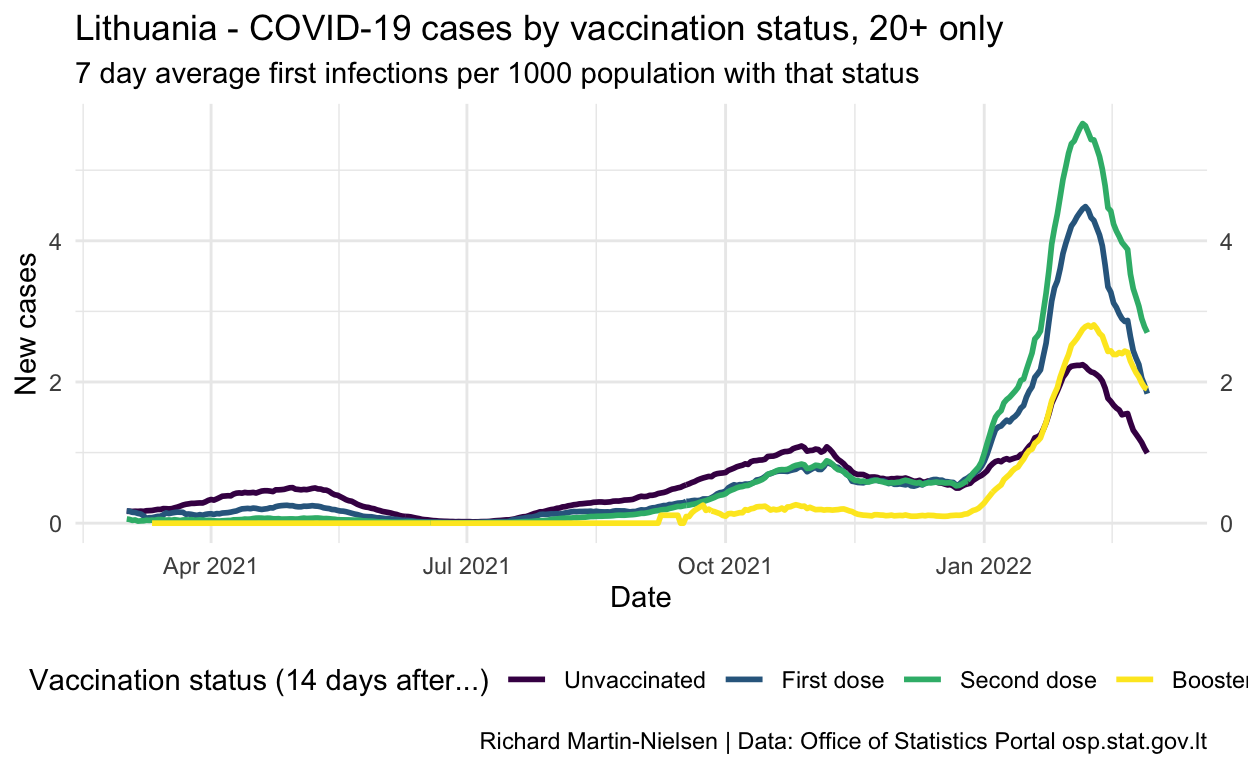 Lithuania - COVID-19 cases by vaccination status, 20+ only
7 day average first infections per 1000 population with that status
New cases
4
2
0
4
2
0
Apr 2021 Jul 2021 Oct 2021 Jan 2022
Date
Vaccination status (14 days after...) Unvaccinated First dose Second dose Booster
Richard Martin-Nielsen | Data: Office of Statistics Portal osp.stat.gov.lt